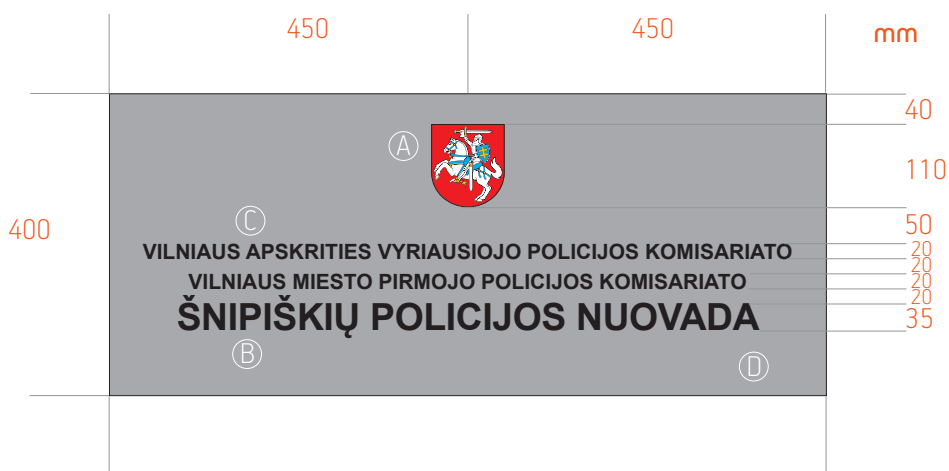 450 450 mm
40
A
110
C
50
400
VILNIAUS APSKRITIES VYRIAUSIOJO POLICIJOS KOMISARIATO
20
20
VILNIAUS MIESTO PIRMOJO POLICIJOS KOMISARIATO
20
20
ŠNIPIŠKIŲ POLICIJOS NUOVADA
35
B
D